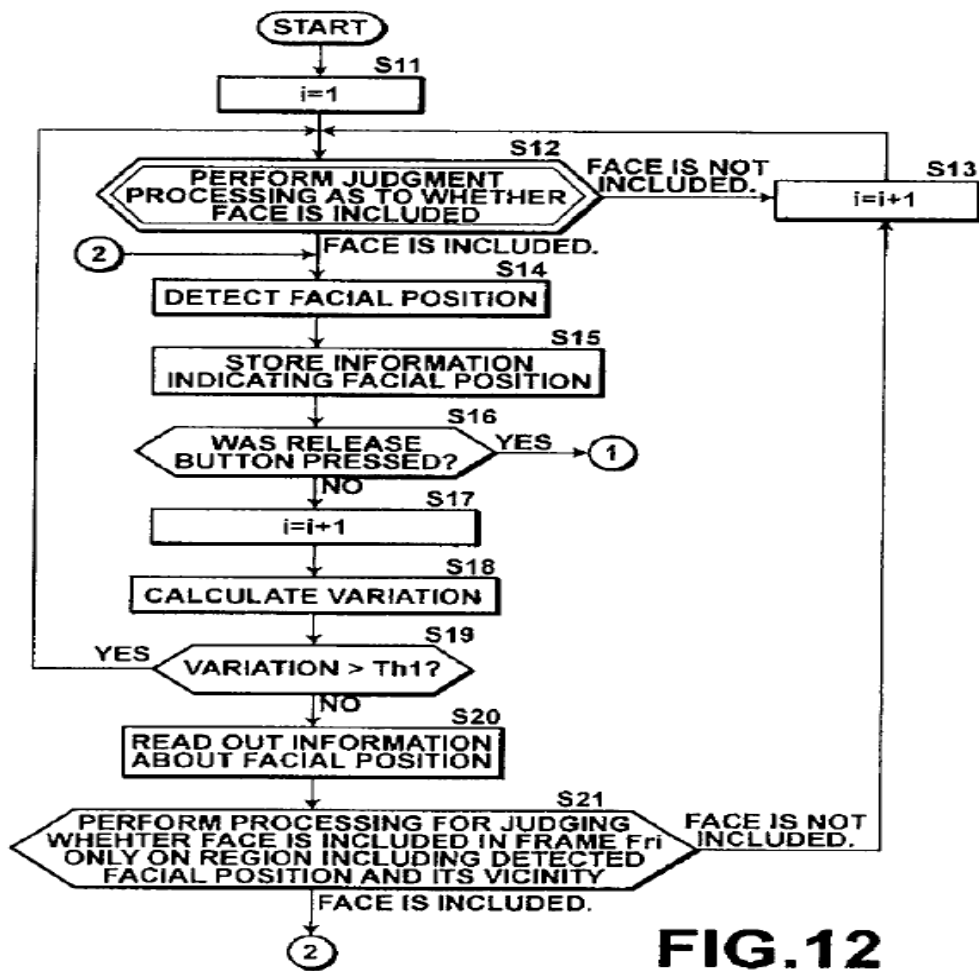 START
S11
i=1
S12
PERFORM JUDGMENT
PROCESSING AS TO WHETHER
FACE IS INCLUDED
FACE IS NOT
INCLUDED.
S13
i=i+1
2
FACE IS INCLUDED.
S14
DETECT FACIAL POSITION
S15
STORE INFORMATION
INDICATING FACIAL POSITION
S16
WAS RELEASE
BUTTON PRESSED?
YES
1
NO
S17
i=i+1
S18
CALCULATE VARIATION
S19
YES
VARIATION > Th1?
NO
S20
READ OUT INFORMATION
ABOUT FACIAL POSITION
S21
PERFORM PROCESSING FOR JUDGING
WHEHTER FACE IS INCLUDED IN FRAME Fri
ONLY ON REGION INCLUDING DETECTED
FACIAL POSITION AND ITS VICINITY
FACE IS NOT
INCLUDED.
FACE IS INCLUDED.
2
FIG.12